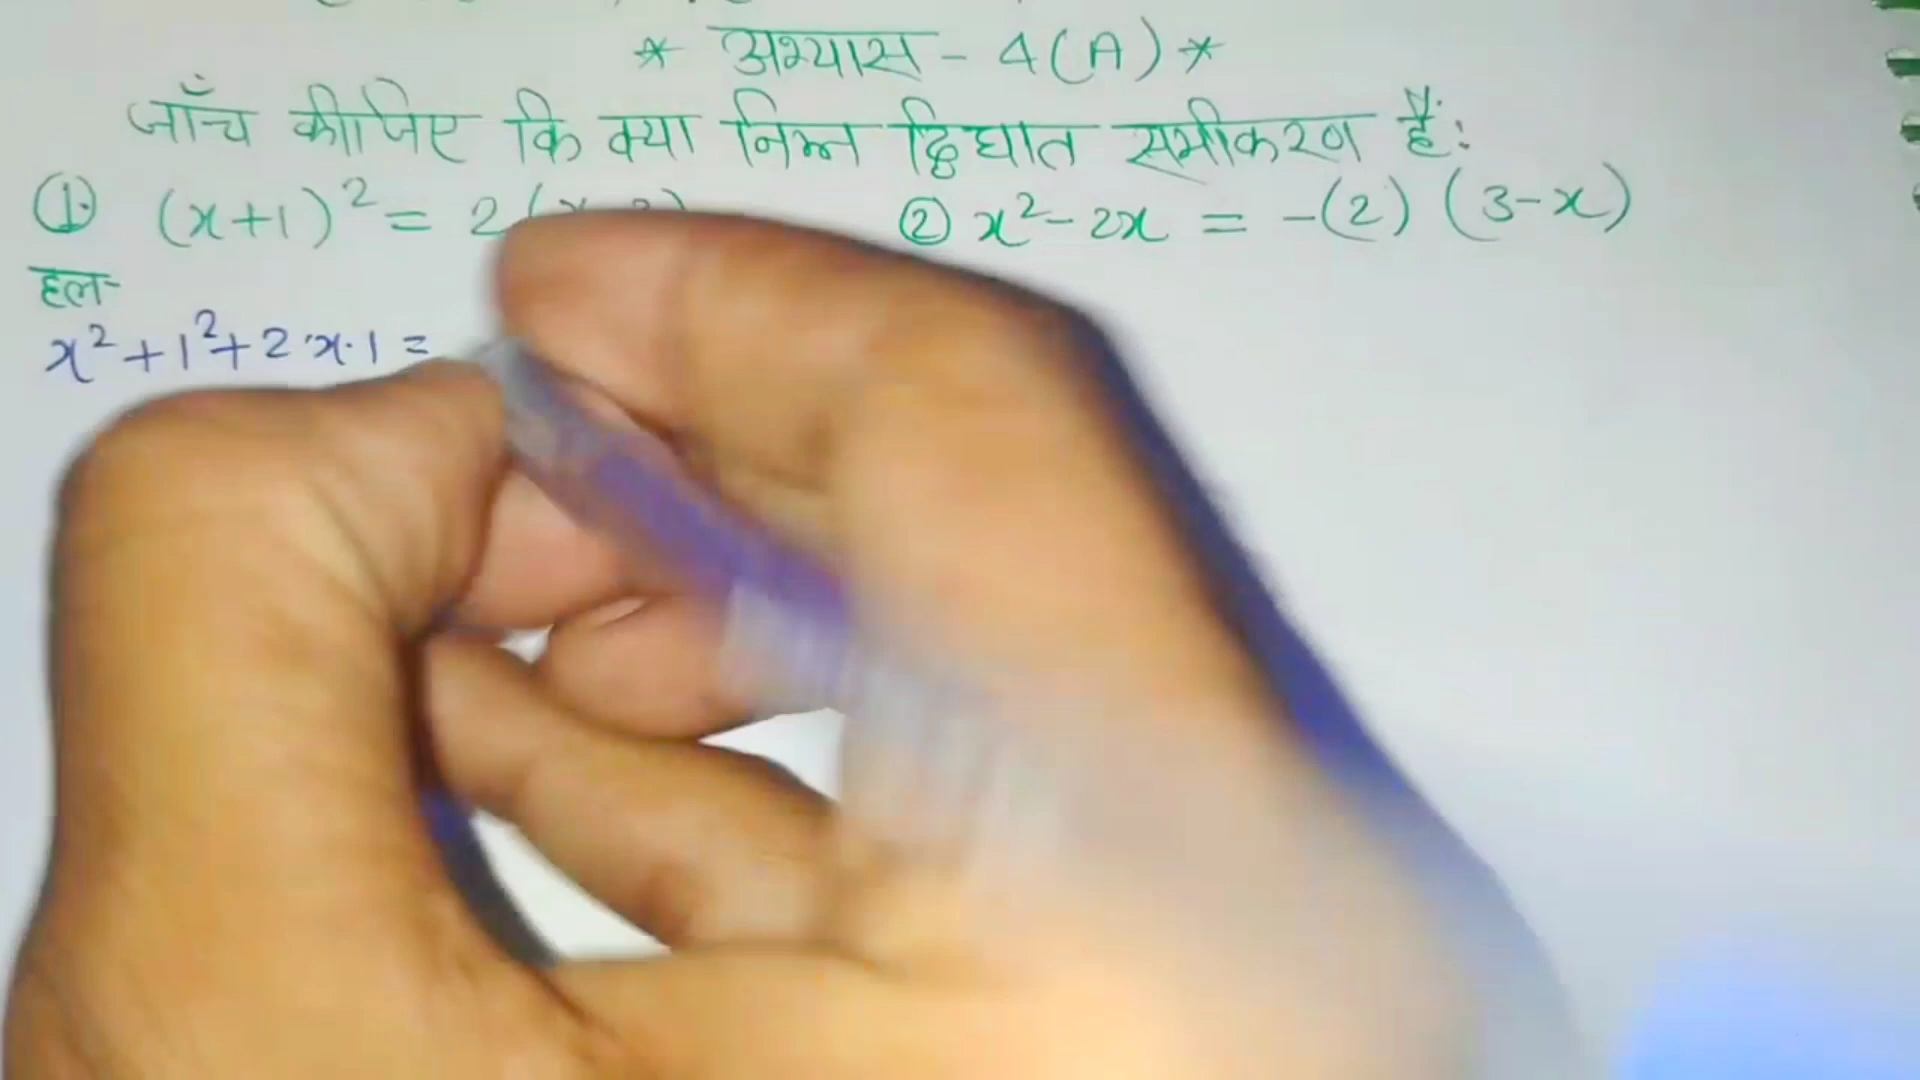 * अभ्यास - 4(A) *
जाँच कीजिए कि क्या निम्न द्विघात समीकरण हैं:
① (x+1)² = 2(x
② x² - 2x = -(2) (3-x)
हल-
x² + 1² + 2·x·1 =